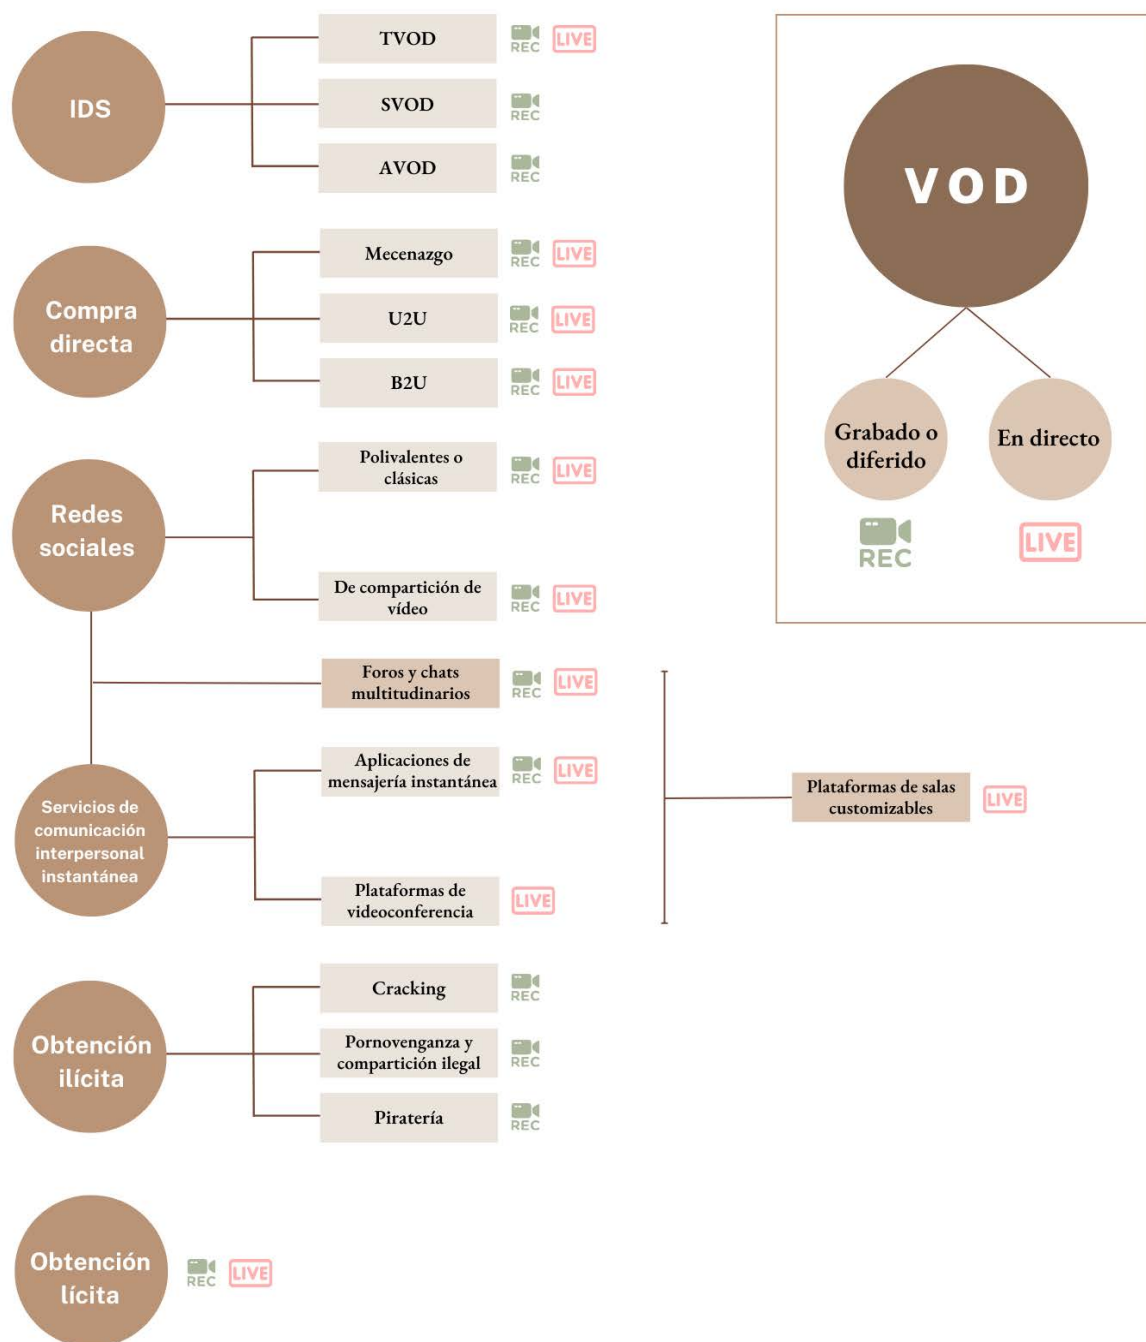 IDS
TVOD
REC
LIVE
SVOD
REC
AVOD
REC
Compra
directa
Mecenazgo
REC
LIVE
U2U
REC
LIVE
B2U
REC
LIVE
Redes
sociales
Polivalentes o
clásicas
REC
LIVE
De compartición de
vídeo
REC
LIVE
Foros y chats
multitudinarios
REC
LIVE
Servicios de
comunicación
interpersonal
instantánea
Aplicaciones de
mensajería instantánea
REC
LIVE
Plataformas de
videoconferencia
LIVE
Plataformas de salas
customizables
LIVE
Obtención
ilícita
Cracking
REC
Pornovenganza y
compartición ilegal
REC
Piratería
REC
Obtención
lícita
REC
LIVE
VOD
Grabado o
diferido
REC
En directo
LIVE